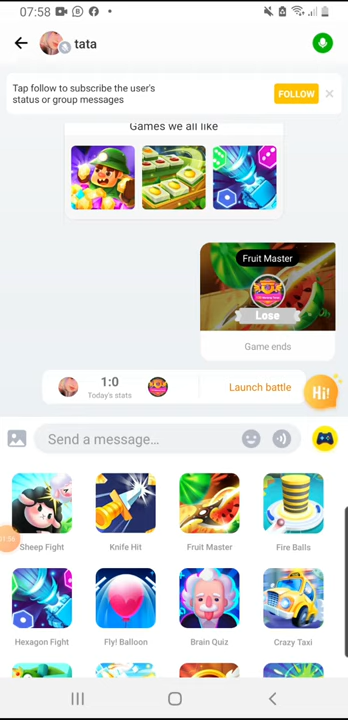 07:58
tata
Tap follow to subscribe the user's
status or group messages
FOLLOW
Games we all like
Fruit Master
Lose
Game ends
1:0
Today's stats
Launch battle
Hi!
Send a message...
Sheep Fight
Knife Hit
Fruit Master
Fire Balls
Hexagon Fight
Fly! Balloon
Brain Quiz
Crazy Taxi